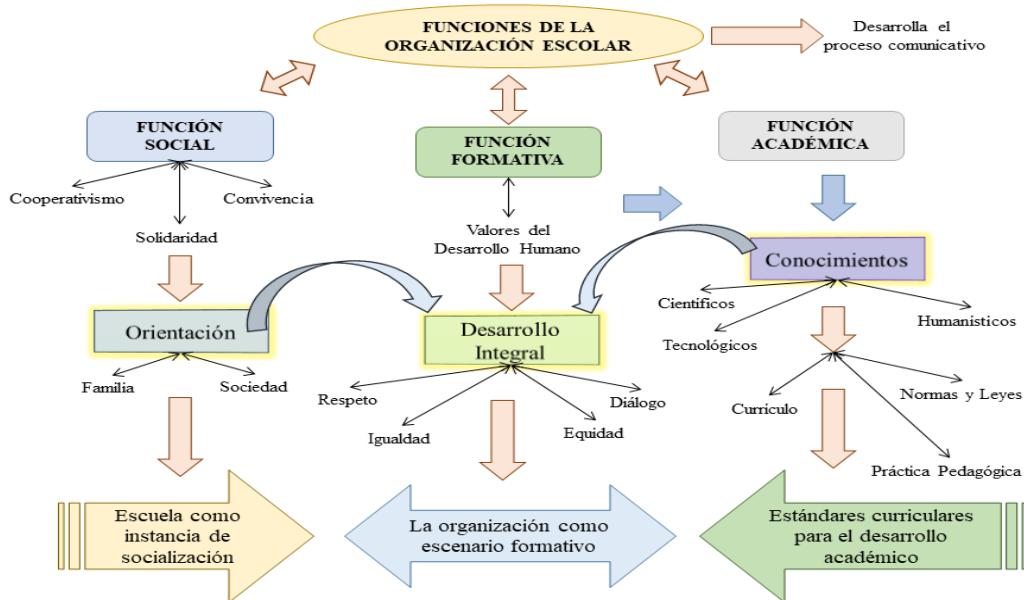 FUNCIONES DE LA
ORGANIZACIÓN ESCOLAR
Desarrolla el
proceso comunicativo
FUNCIÓN
SOCIAL
FUNCIÓN
FORMATIVA
FUNCIÓN
ACADÉMICA
Cooperativismo
Convivencia
Solidaridad
Valores del
Desarrollo Humano
Conocimientos
Científicos
Humanísticos
Tecnológicos
Orientación
Desarrollo
Integral
Familia
Sociedad
Respeto
Diálogo
Igualdad
Equidad
Currículo
Normas y Leyes
Práctica Pedagógica
Escuela como
instancia de
socialización
La organización como
escenario formativo
Estándares curriculares
para el desarrollo
académico